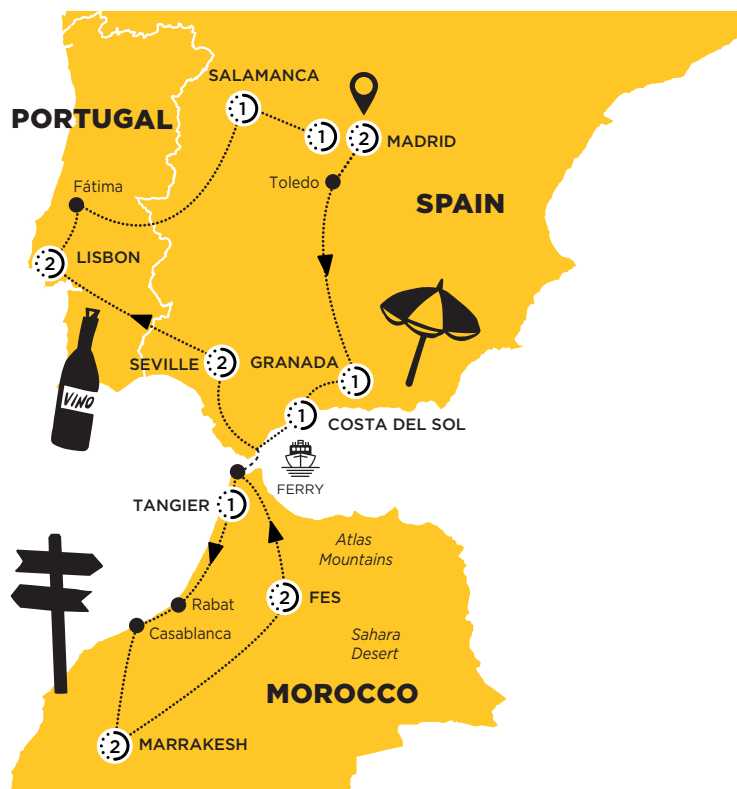 SALAMANCA
1
PORTUGAL
1
2
MADRID
Toledo
Fátima
SPAIN
2
LISBON
SEVILLE
2
GRANADA
1
VINO
1
COSTA DEL SOL
FERRY
TANGIER
1
Atlas
Mountains
2
FES
Rabat
Casablanca
Sahara
Desert
MOROCCO
2
MARRAKESH